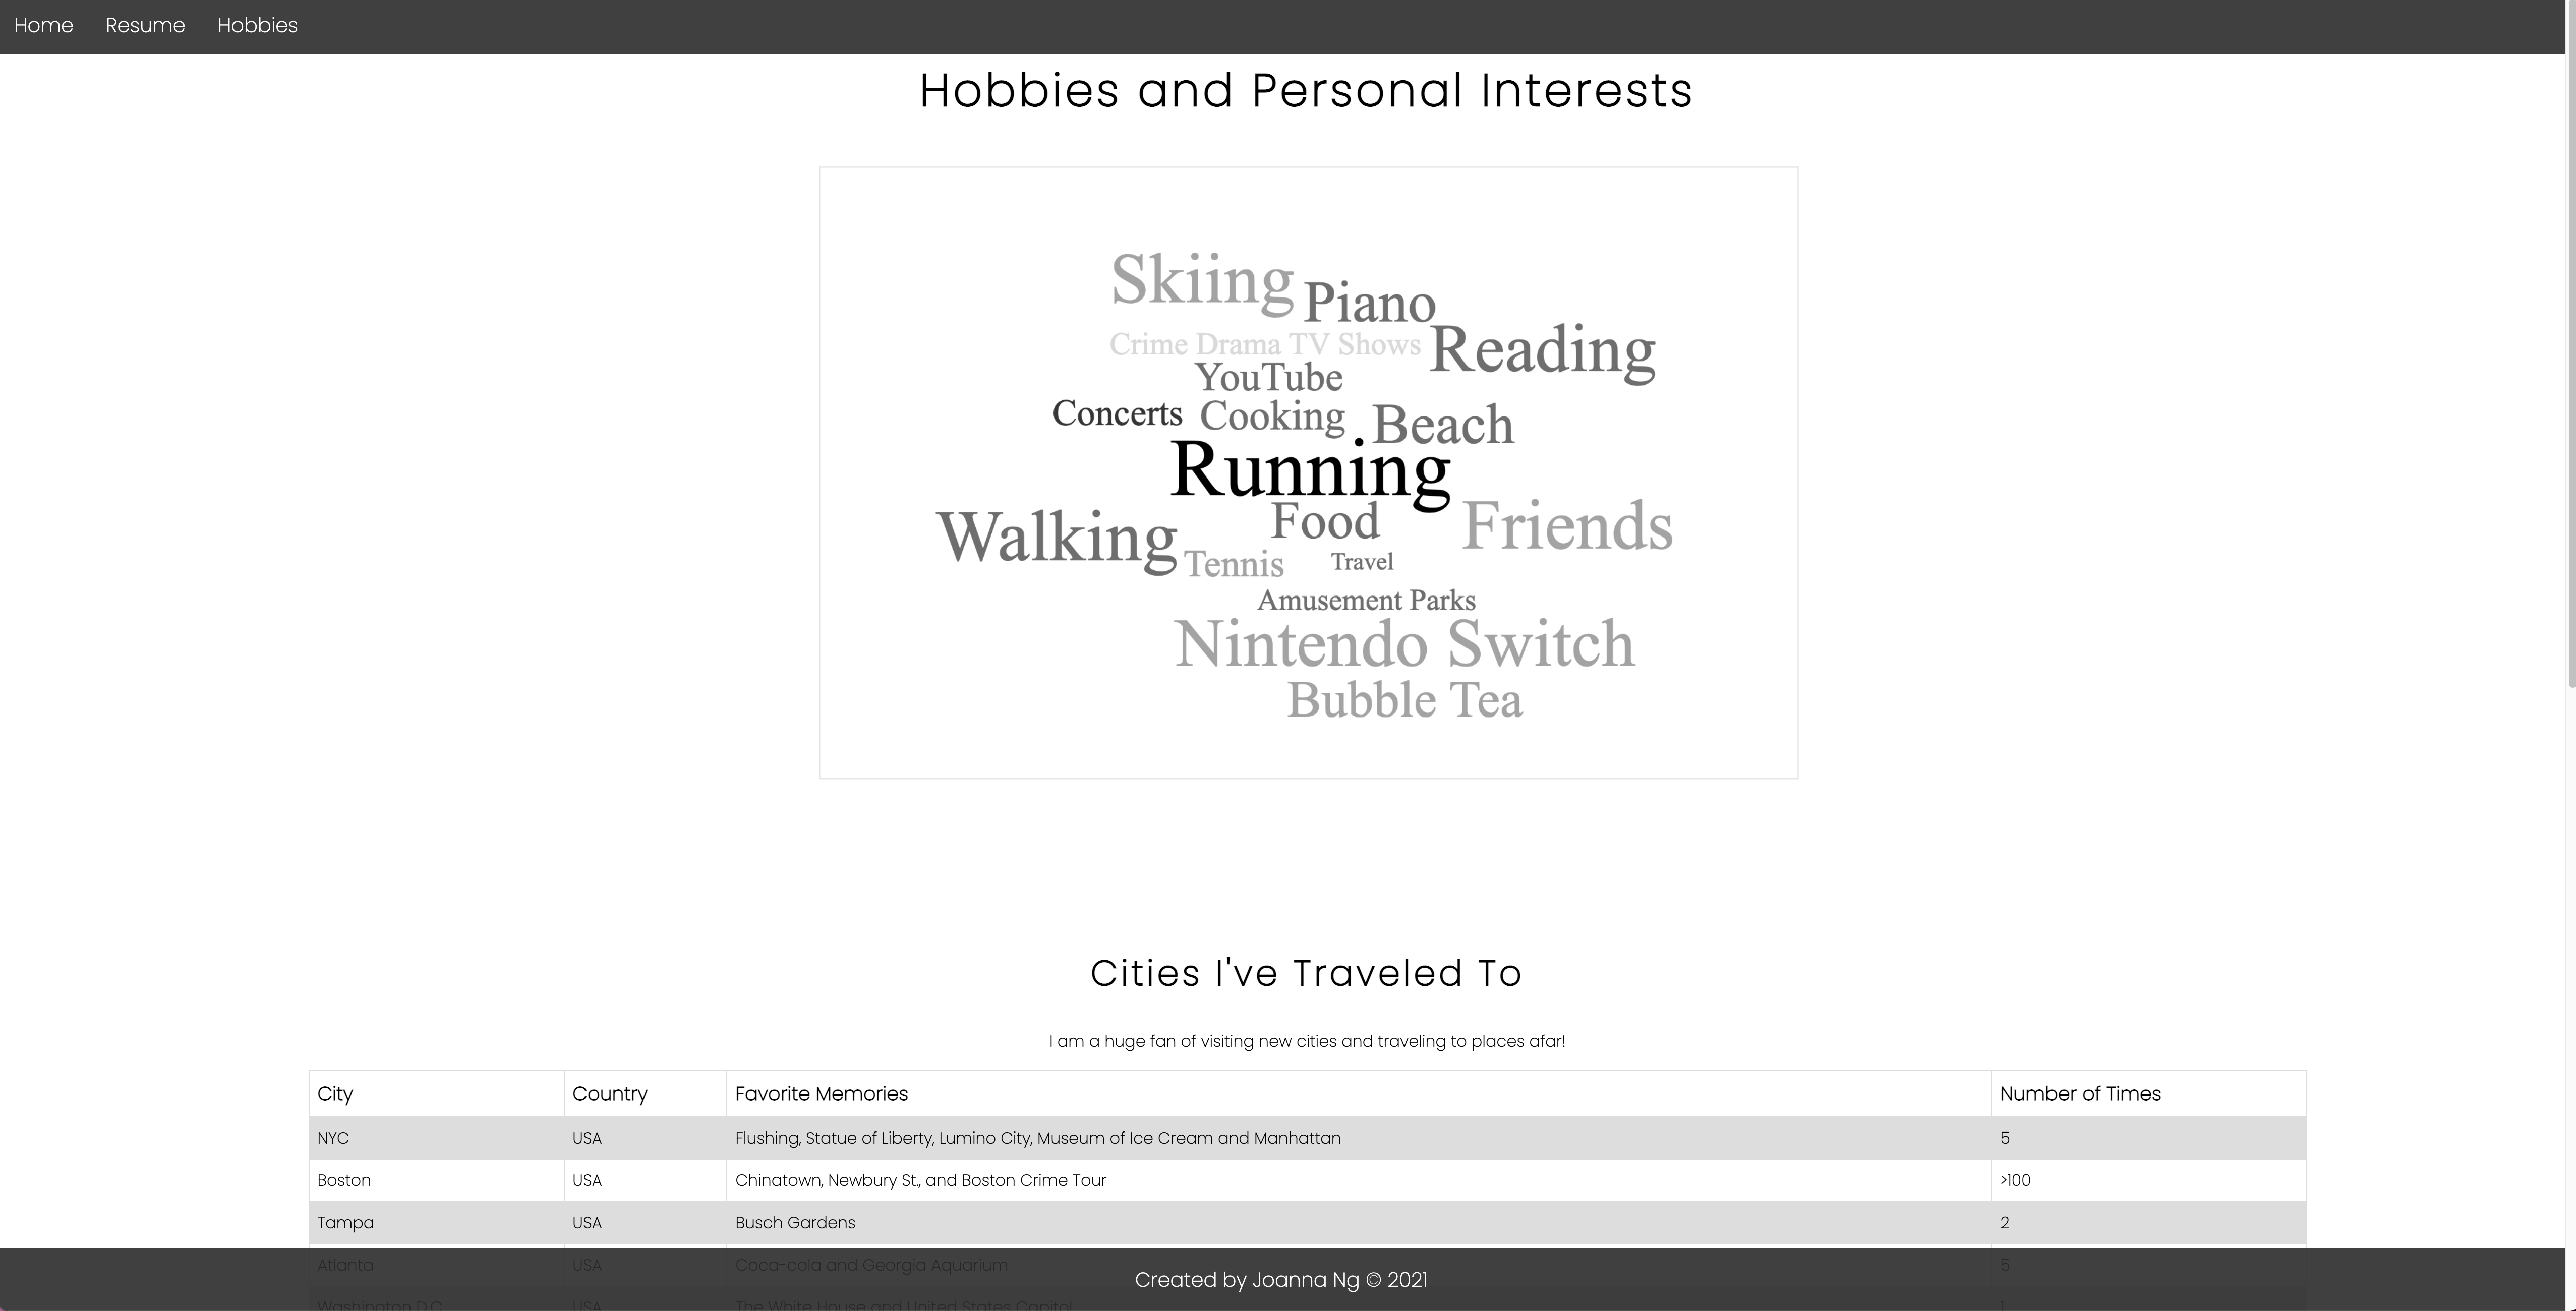 Home Resume Hobbies
Hobbies and Personal Interests
Skiing
Piano
Crime Drama TV Shows
Reading
YouTube
Concerts
Cooking
Beach
Running
Walking
Food
Friends
Tennis
Travel
Amusement Parks
Nintendo Switch
Bubble Tea
Cities I've Traveled To
I am a huge fan of visiting new cities and traveling to places afar!
City Country Favorite Memories Number of Times
NYC USA Flushing, Statue of Liberty, Lumino City, Museum of Ice Cream and Manhattan 5
Boston USA Chinatown, Newbury St., and Boston Crime Tour >100
Tampa USA Busch Gardens 2
Atlanta USA Coca-cola and Georgia Aquarium 5
Created by Joanna Ng © 2021
Washington D.C. USA The White House and United States Capitol 1